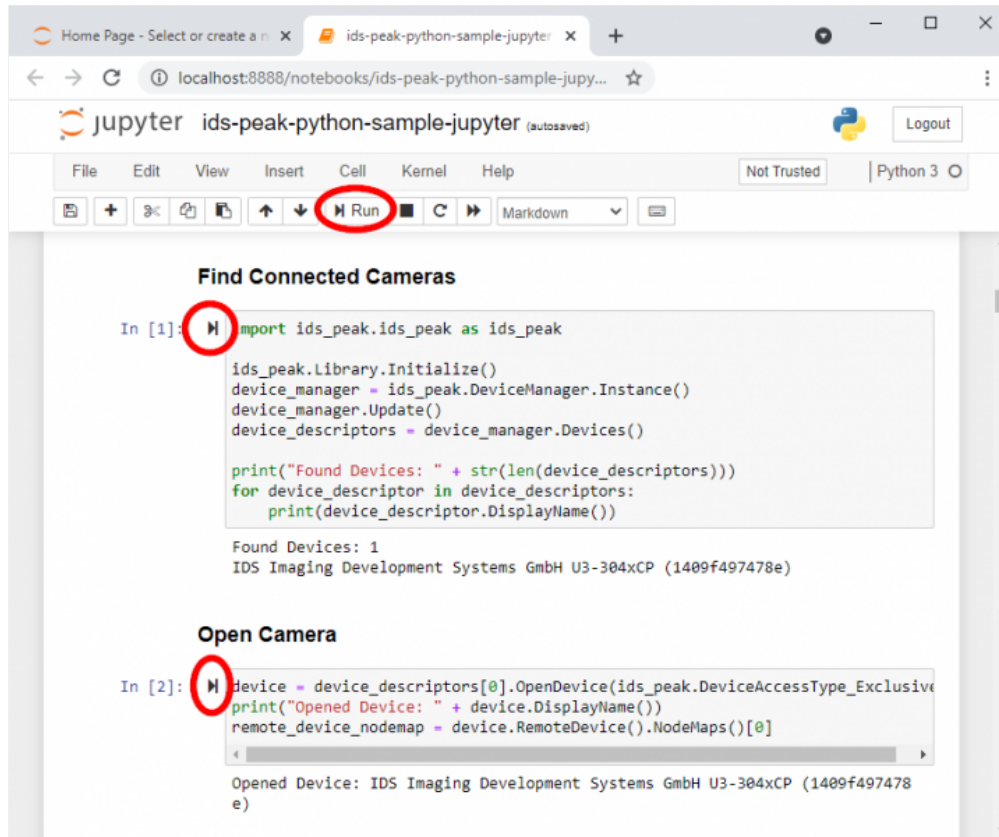 Home Page - Select or create a n
ids-peak-python-sample-jupyter
localhost:8888/notebooks/ids-peak-python-sample-jupy...
jupyter ids-peak-python-sample-jupyter (autosaved)
Logout
File Edit View Insert Cell Kernel Help Not Trusted Python 3
Run Markdown
Find Connected Cameras
In [1]: import ids_peak.ids_peak as ids_peak
ids_peak.Library.Initialize()
device_manager = ids_peak.DeviceManager.Instance()
device_manager.Update()
device_descriptors = device_manager.Devices()
print("Found Devices: " + str(len(device_descriptors)))
for device_descriptor in device_descriptors:
    print(device_descriptor.DisplayName())
Found Devices: 1
IDS Imaging Development Systems GmbH U3-304xCP (1409f497478e)
Open Camera
In [2]: device = device_descriptors[0].OpenDevice(ids_peak.DeviceAccessType_Exclusive
print("Opened Device: " + device.DisplayName())
remote_device_nodemap = device.RemoteDevice().NodeMaps()[0]
Opened Device: IDS Imaging Development Systems GmbH U3-304xCP (1409f497478
e)